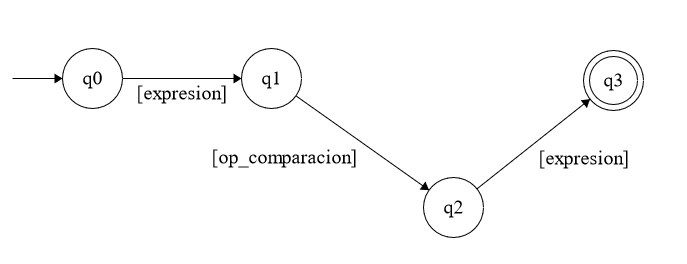 q0
[expresion]
q1
[op_comparacion]
q2
[expresion]
q3